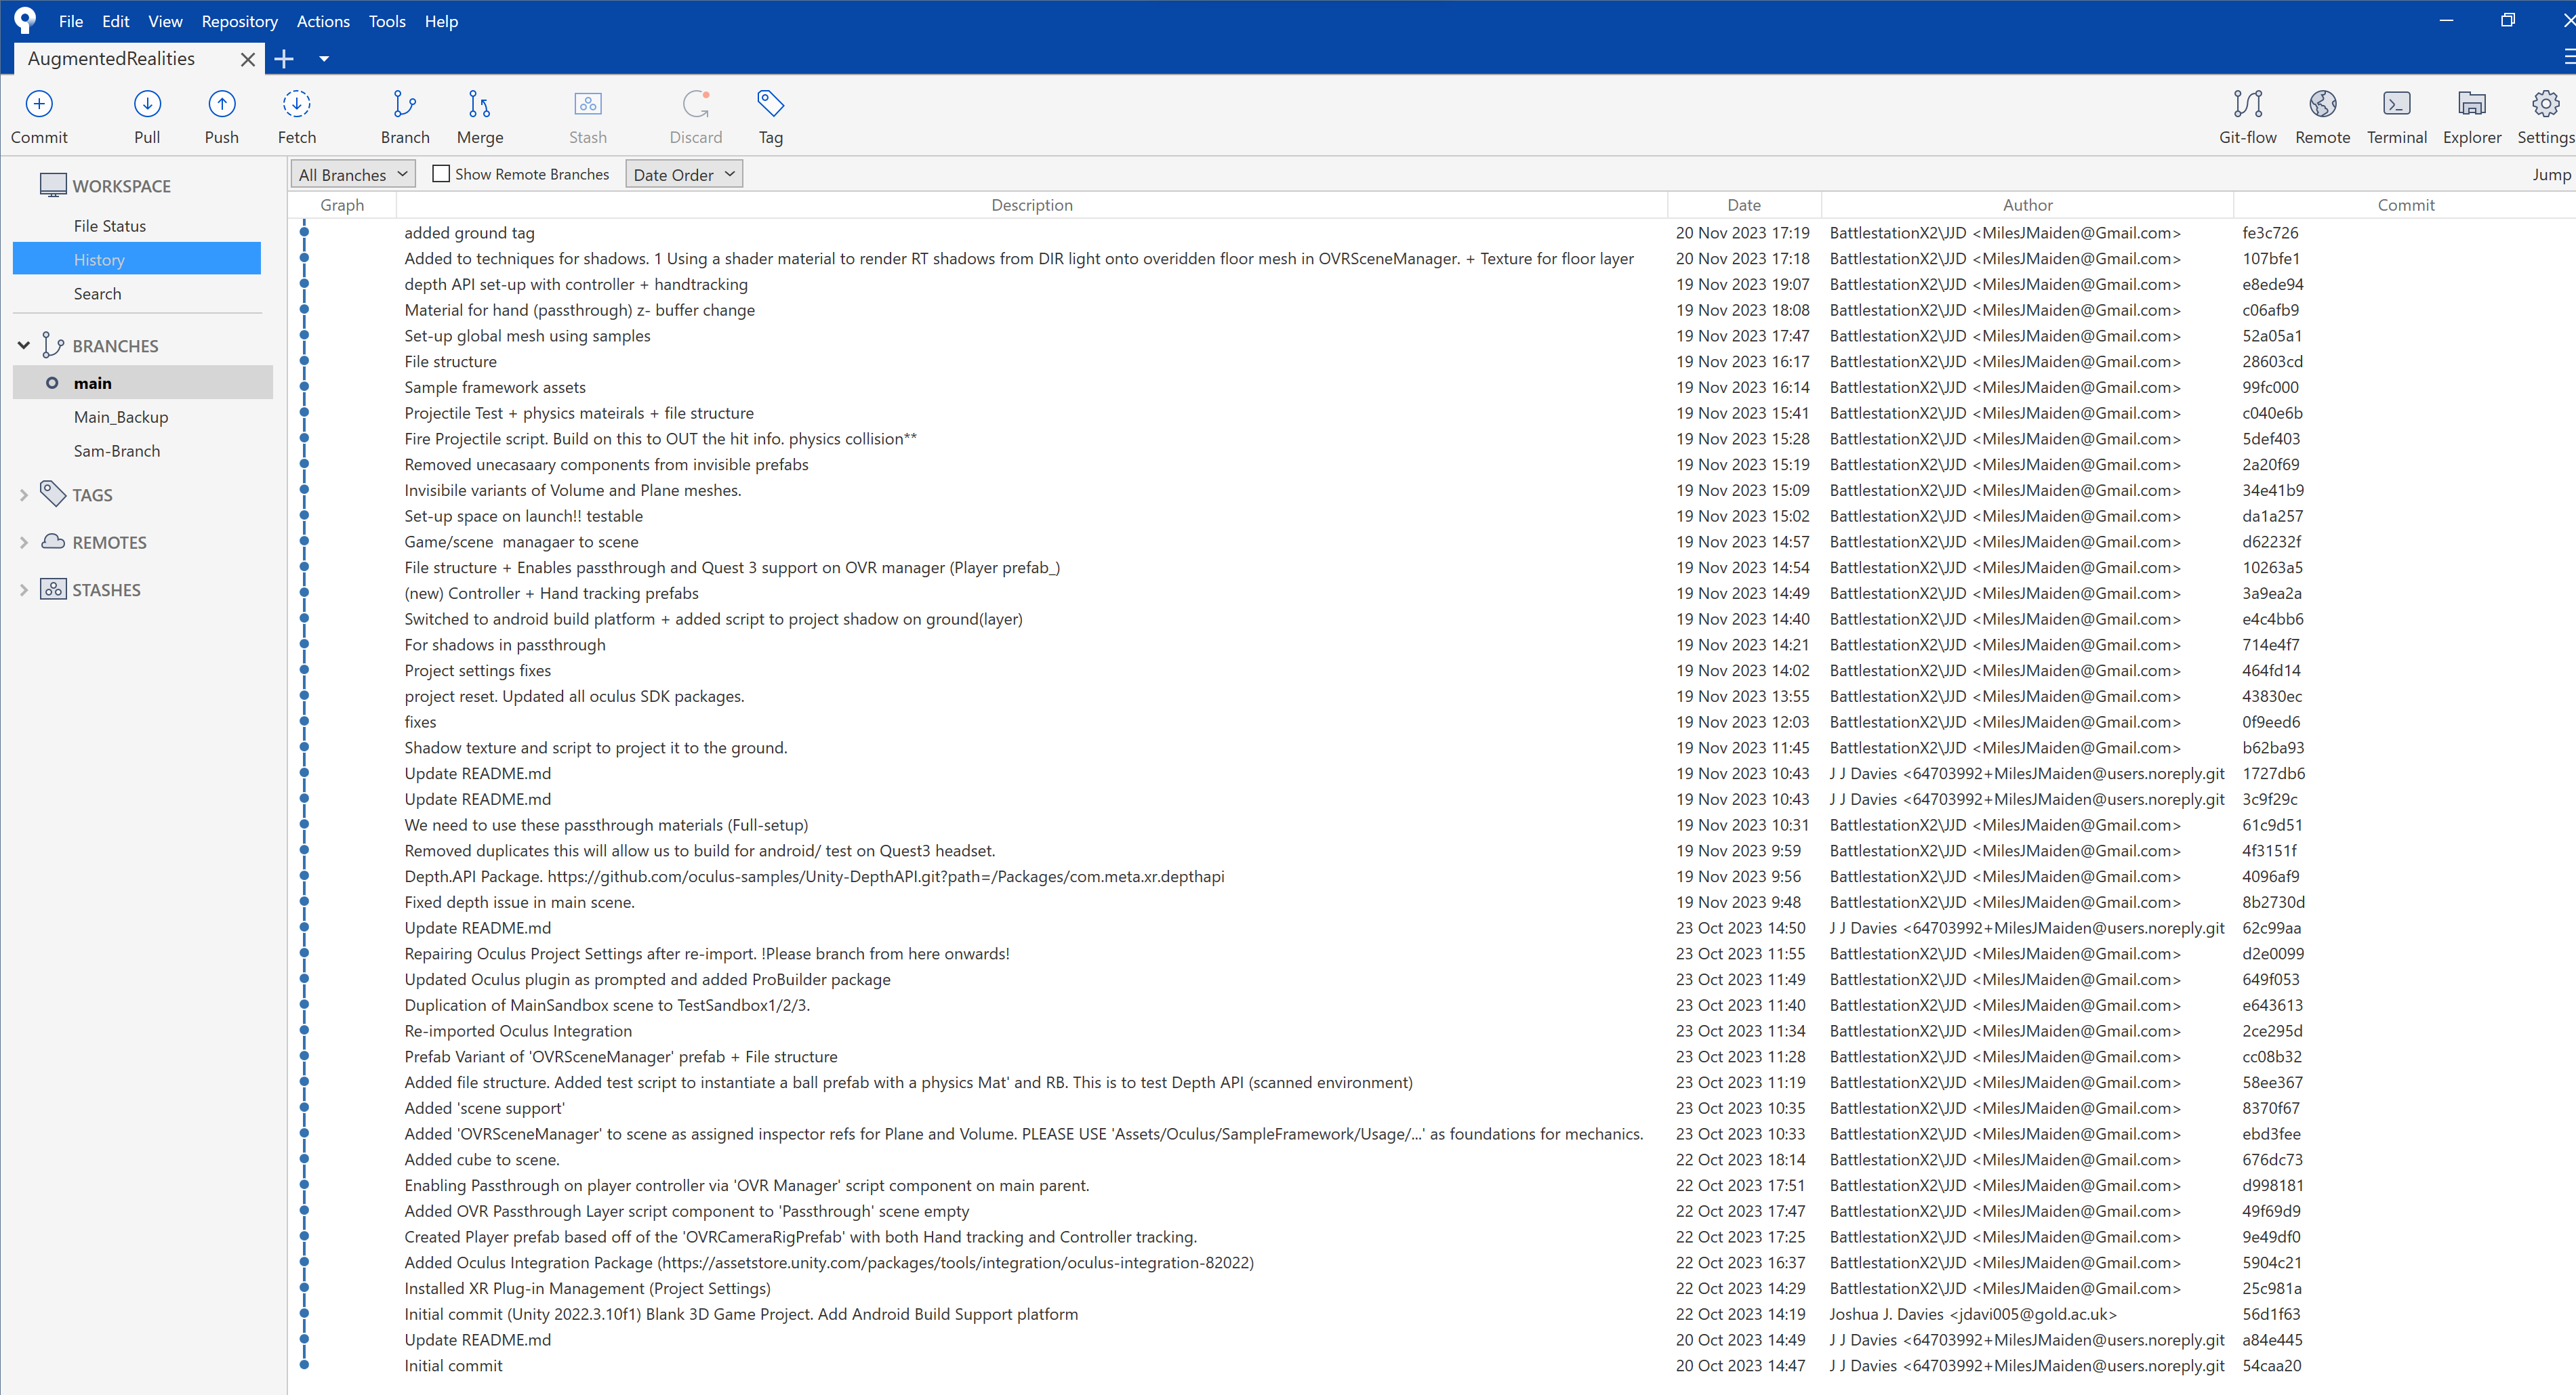 File Edit View Repository Actions Tools Help
AugmentedRealities
Commit Pull Push Fetch Branch Merge Stash Discard Tag Git-flow Remote Terminal Explorer Settings
All Branches Show Remote Branches Date Order Jump
WORKSPACE
File Status
History
Search
BRANCHES
main
Main_Backup
Sam-Branch
TAGS
REMOTES
STASHES
Graph Description Date Author Commit
added ground tag 20 Nov 2023 17:19 BattlestationX2\JJD <MilesJMaiden@Gmail.com> fe3c726
Added to techniques for shadows. 1 Using a shader material to render RT shadows from DIR light onto overidden floor mesh in OVRSceneManager. + Texture for floor layer 20 Nov 2023 17:18 BattlestationX2\JJD <MilesJMaiden@Gmail.com> 107bfe1
depth API set-up with controller + handtracking 19 Nov 2023 19:07 BattlestationX2\JJD <MilesJMaiden@Gmail.com> e8ede94
Material for hand (passthrough) z- buffer change 19 Nov 2023 18:08 BattlestationX2\JJD <MilesJMaiden@Gmail.com> c06afb9
Set-up global mesh using samples 19 Nov 2023 17:47 BattlestationX2\JJD <MilesJMaiden@Gmail.com> 52a05a1
File structure 19 Nov 2023 16:17 BattlestationX2\JJD <MilesJMaiden@Gmail.com> 28603cd
Sample framework assets 19 Nov 2023 16:14 BattlestationX2\JJD <MilesJMaiden@Gmail.com> 99fc000
Projectile Test + physics mateirals + file structure 19 Nov 2023 15:41 BattlestationX2\JJD <MilesJMaiden@Gmail.com> c040e6b
Fire Projectile script. Build on this to OUT the hit info. physics collision** 19 Nov 2023 15:28 BattlestationX2\JJD <MilesJMaiden@Gmail.com> 5def403
Removed unecasaary components from invisible prefabs 19 Nov 2023 15:19 BattlestationX2\JJD <MilesJMaiden@Gmail.com> 2a20f69
Invisibile variants of Volume and Plane meshes. 19 Nov 2023 15:09 BattlestationX2\JJD <MilesJMaiden@Gmail.com> 34e41b9
Set-up space on launch!! testable 19 Nov 2023 15:02 BattlestationX2\JJD <MilesJMaiden@Gmail.com> da1a257
Game/scene managaer to scene 19 Nov 2023 14:57 BattlestationX2\JJD <MilesJMaiden@Gmail.com> d62232f
File structure + Enables passthrough and Quest 3 support on OVR manager (Player prefab_) 19 Nov 2023 14:54 BattlestationX2\JJD <MilesJMaiden@Gmail.com> 10263a5
(new) Controller + Hand tracking prefabs 19 Nov 2023 14:49 BattlestationX2\JJD <MilesJMaiden@Gmail.com> 3a9ea2a
Switched to android build platform + added script to project shadow on ground(layer) 19 Nov 2023 14:40 BattlestationX2\JJD <MilesJMaiden@Gmail.com> e4c4bb6
For shadows in passthrough 19 Nov 2023 14:21 BattlestationX2\JJD <MilesJMaiden@Gmail.com> 714e4f7
Project settings fixes 19 Nov 2023 14:02 BattlestationX2\JJD <MilesJMaiden@Gmail.com> 464fd14
project reset. Updated all oculus SDK packages. 19 Nov 2023 13:55 BattlestationX2\JJD <MilesJMaiden@Gmail.com> 43830ec
fixes 19 Nov 2023 12:03 BattlestationX2\JJD <MilesJMaiden@Gmail.com> 0f9eed6
Shadow texture and script to project it to the ground. 19 Nov 2023 11:45 BattlestationX2\JJD <MilesJMaiden@Gmail.com> b62ba93
Update README.md 19 Nov 2023 10:43 J J Davies <64703992+MilesJMaiden@users.noreply.git 1727db6
Update README.md 19 Nov 2023 10:43 J J Davies <64703992+MilesJMaiden@users.noreply.git 3c9f29c
We need to use these passthrough materials (Full-setup) 19 Nov 2023 10:31 BattlestationX2\JJD <MilesJMaiden@Gmail.com> 61c9d51
Removed duplicates this will allow us to build for android/ test on Quest3 headset. 19 Nov 2023 9:59 BattlestationX2\JJD <MilesJMaiden@Gmail.com> 4f3151f
Depth.API Package. https://github.com/oculus-samples/Unity-DepthAPI.git?path=/Packages/com.meta.xr.depthapi 19 Nov 2023 9:56 BattlestationX2\JJD <MilesJMaiden@Gmail.com> 4096af9
Fixed depth issue in main scene. 19 Nov 2023 9:48 BattlestationX2\JJD <MilesJMaiden@Gmail.com> 8b2730d
Update README.md 23 Oct 2023 14:50 J J Davies <64703992+MilesJMaiden@users.noreply.git 62c99aa
Repairing Oculus Project Settings after re-import. !Please branch from here onwards! 23 Oct 2023 11:55 BattlestationX2\JJD <MilesJMaiden@Gmail.com> d2e0099
Updated Oculus plugin as prompted and added ProBuilder package 23 Oct 2023 11:49 BattlestationX2\JJD <MilesJMaiden@Gmail.com> 649f053
Duplication of MainSandbox scene to TestSandbox1/2/3. 23 Oct 2023 11:40 BattlestationX2\JJD <MilesJMaiden@Gmail.com> e643613
Re-imported Oculus Integration 23 Oct 2023 11:34 BattlestationX2\JJD <MilesJMaiden@Gmail.com> 2ce295d
Prefab Variant of 'OVRSceneManager' prefab + File structure 23 Oct 2023 11:28 BattlestationX2\JJD <MilesJMaiden@Gmail.com> cc08b32
Added file structure. Added test script to instantiate a ball prefab with a physics Mat' and RB. This is to test Depth API (scanned environment) 23 Oct 2023 11:19 BattlestationX2\JJD <MilesJMaiden@Gmail.com> 58ee367
Added 'scene support' 23 Oct 2023 10:35 BattlestationX2\JJD <MilesJMaiden@Gmail.com> 8370f67
Added 'OVRSceneManager' to scene as assigned inspector refs for Plane and Volume. PLEASE USE 'Assets/Oculus/SampleFramework/Usage/...' as foundations for mechanics. 23 Oct 2023 10:33 BattlestationX2\JJD <MilesJMaiden@Gmail.com> ebd3fee
Added cube to scene. 22 Oct 2023 18:14 BattlestationX2\JJD <MilesJMaiden@Gmail.com> 676dc73
Enabling Passthrough on player controller via 'OVR Manager' script component on main parent. 22 Oct 2023 17:51 BattlestationX2\JJD <MilesJMaiden@Gmail.com> d998181
Added OVR Passthrough Layer script component to 'Passthrough' scene empty 22 Oct 2023 17:47 BattlestationX2\JJD <MilesJMaiden@Gmail.com> 49f69d9
Created Player prefab based off of the 'OVRCameraRigPrefab' with both Hand tracking and Controller tracking. 22 Oct 2023 17:25 BattlestationX2\JJD <MilesJMaiden@Gmail.com> 9e49df0
Added Oculus Integration Package (https://assetstore.unity.com/packages/tools/integration/oculus-integration-82022) 22 Oct 2023 16:37 BattlestationX2\JJD <MilesJMaiden@Gmail.com> 5904c21
Installed XR Plug-in Management (Project Settings) 22 Oct 2023 14:29 BattlestationX2\JJD <MilesJMaiden@Gmail.com> 25c981a
Initial commit (Unity 2022.3.10f1) Blank 3D Game Project. Add Android Build Support platform 22 Oct 2023 14:19 Joshua J. Davies <jdavi005@gold.ac.uk> 56d1f63
Update README.md 20 Oct 2023 14:49 J J Davies <64703992+MilesJMaiden@users.noreply.git a84e445
Initial commit 20 Oct 2023 14:47 J J Davies <64703992+MilesJMaiden@users.noreply.git 54caa20